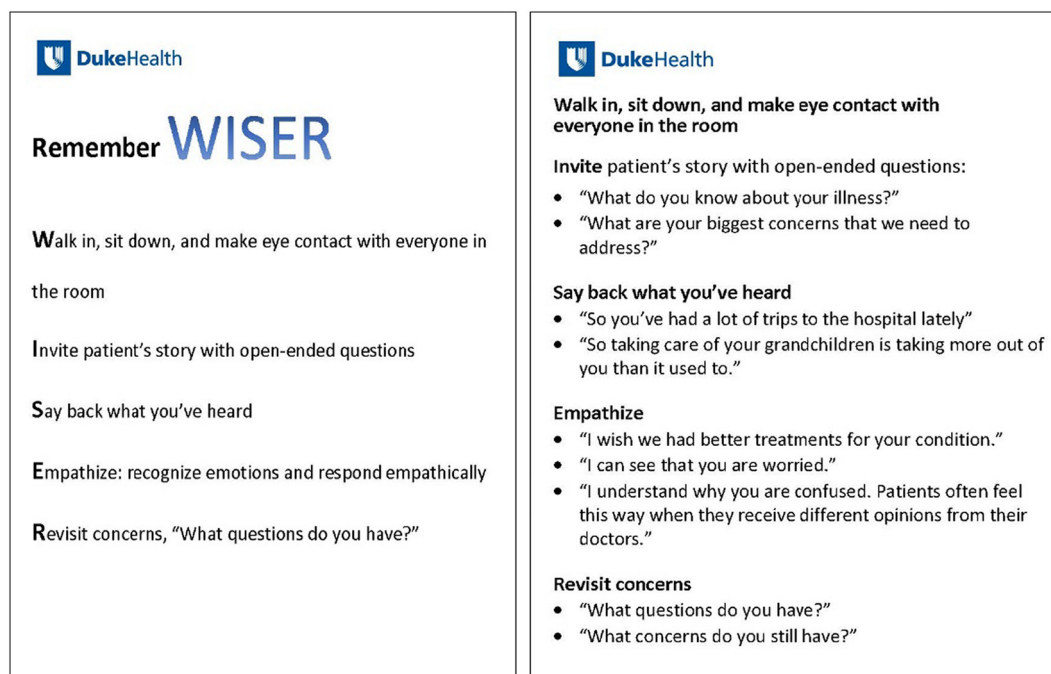 DukeHealth
Remember WISER
Walk in, sit down, and make eye contact with everyone in
the room
Invite patient’s story with open-ended questions
Say back what you’ve heard
Empathize: recognize emotions and respond empathically
Revisit concerns, “What questions do you have?”
DukeHealth
Walk in, sit down, and make eye contact with
everyone in the room
Invite patient’s story with open-ended questions:
• “What do you know about your illness?”
• “What are your biggest concerns that we need to
address?”
Say back what you’ve heard
• “So you’ve had a lot of trips to the hospital lately”
• “So taking care of your grandchildren is taking more out of
you than it used to.”
Empathize
• “I wish we had better treatments for your condition.”
• “I can see that you are worried.”
• “I understand why you are confused. Patients often feel
this way when they receive different opinions from their
doctors.”
Revisit concerns
• “What questions do you have?”
• “What concerns do you still have?”